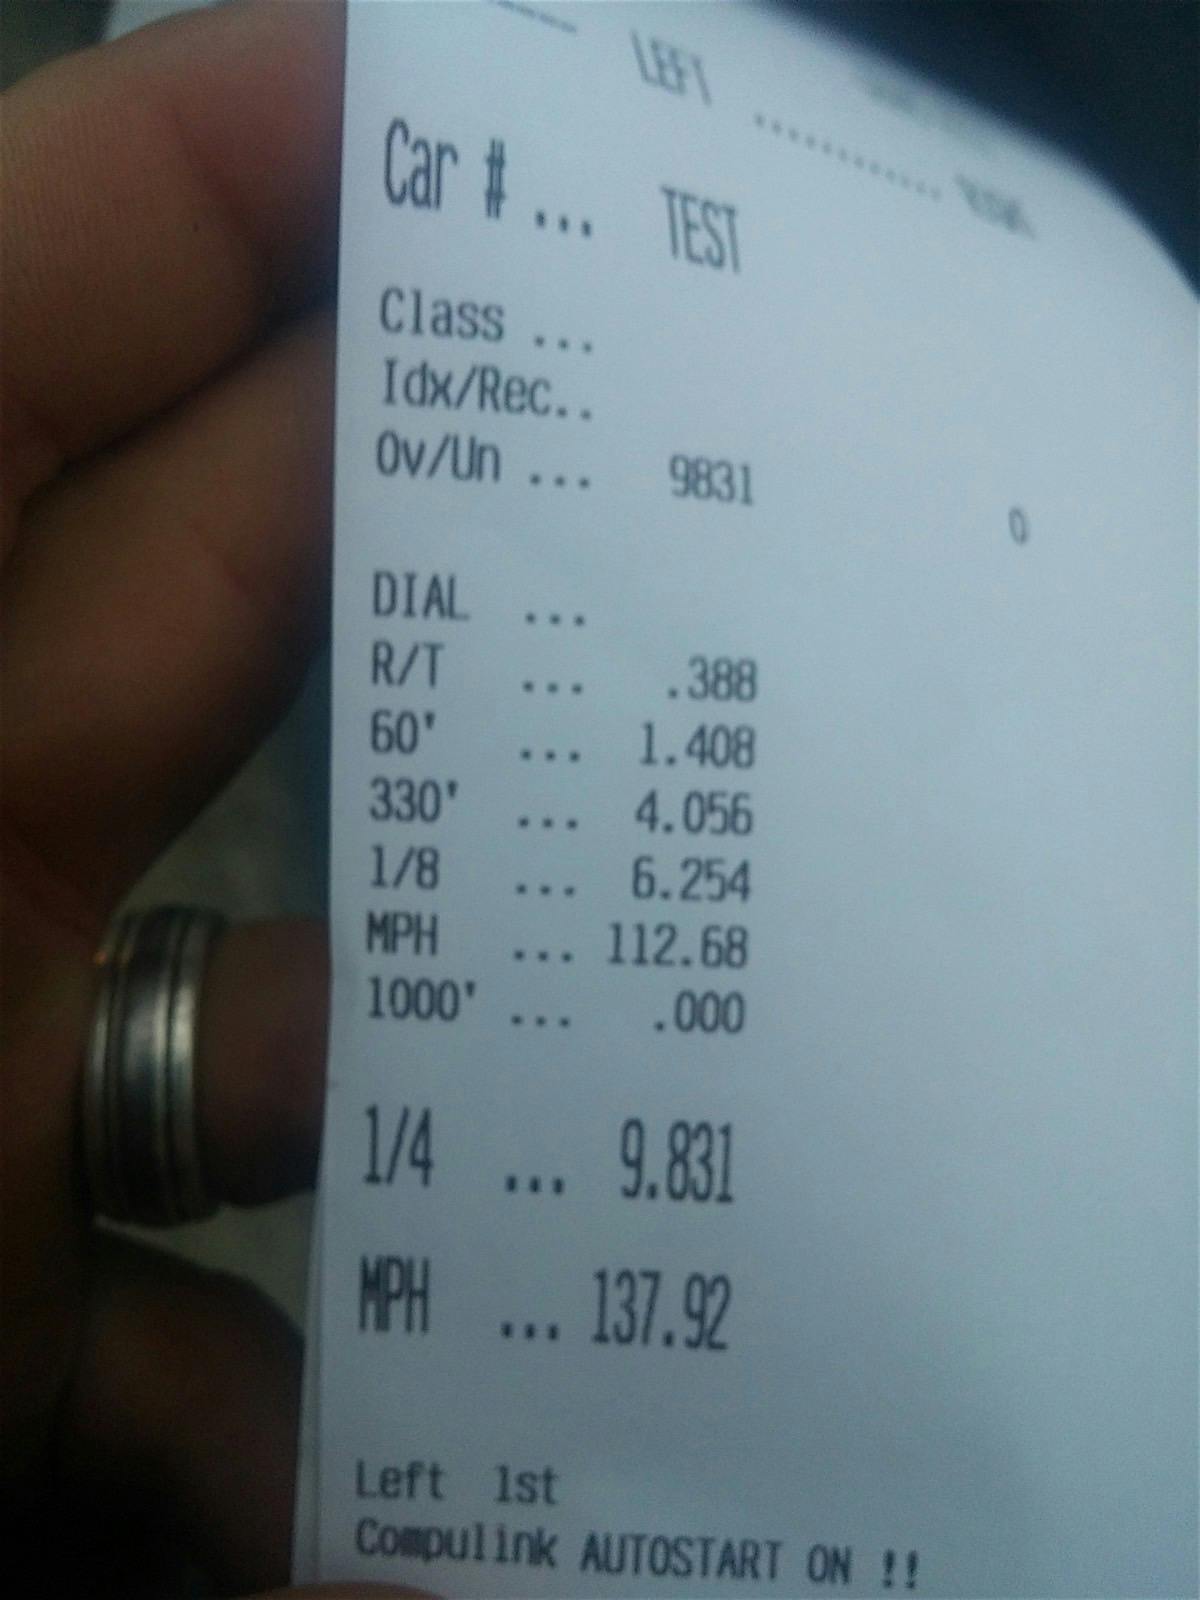 LEFT ............
Car # ... TEST
Class ...
Idx/Rec..
Ov/Un ... 9831 0
DIAL ...
R/T ... .388
60' ... 1.408
330' ... 4.056
1/8 ... 6.254
MPH ... 112.68
1000' ... .000
1/4 ... 9.831
MPH ... 137.92
Left 1st
Compulink AUTOSTART ON !!